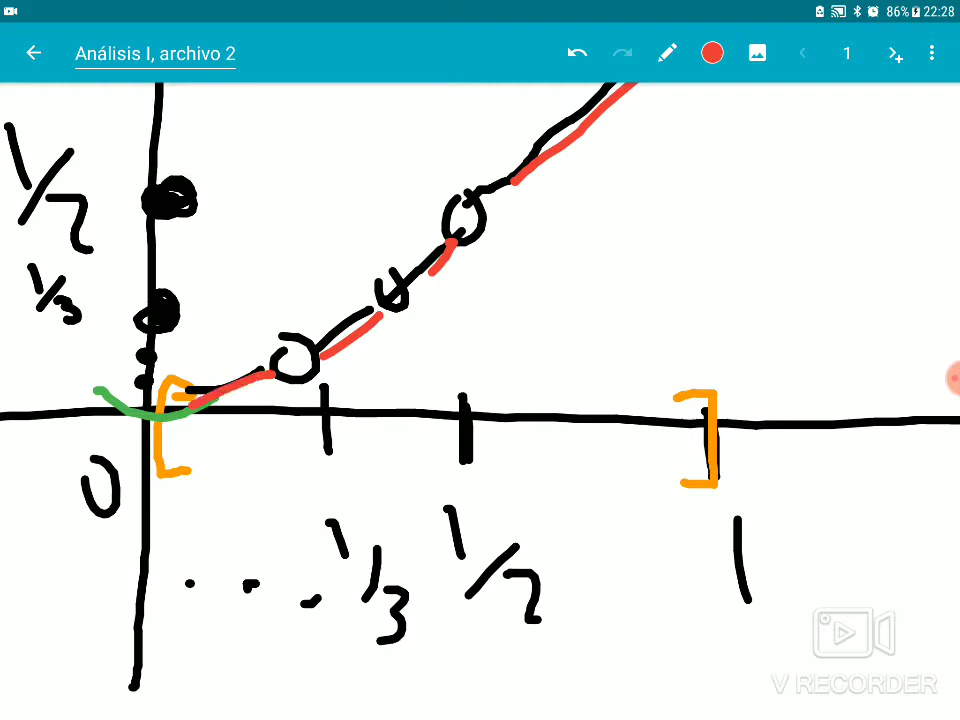 86% 22:28
Análisis I, archivo 2
1
1/2
1/3
0
... 1/3 1/2 1
V RECORDER